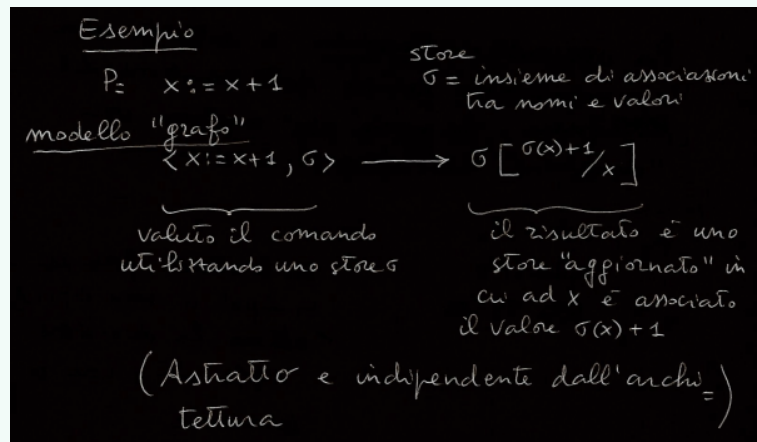 Esempio
P= x:=x+1
store
σ = insieme di associazioni
tra nomi e valori
modello "grafo"
<x:=x+1, σ> ⟶ σ[σ(x)+1/x]
valuto il comando
utilizzando uno store σ
il risultato è uno
store "aggiornato" in
cui ad x è associato
il valore σ(x)+1
(Astratto e indipendente dall'archi=
tettura)